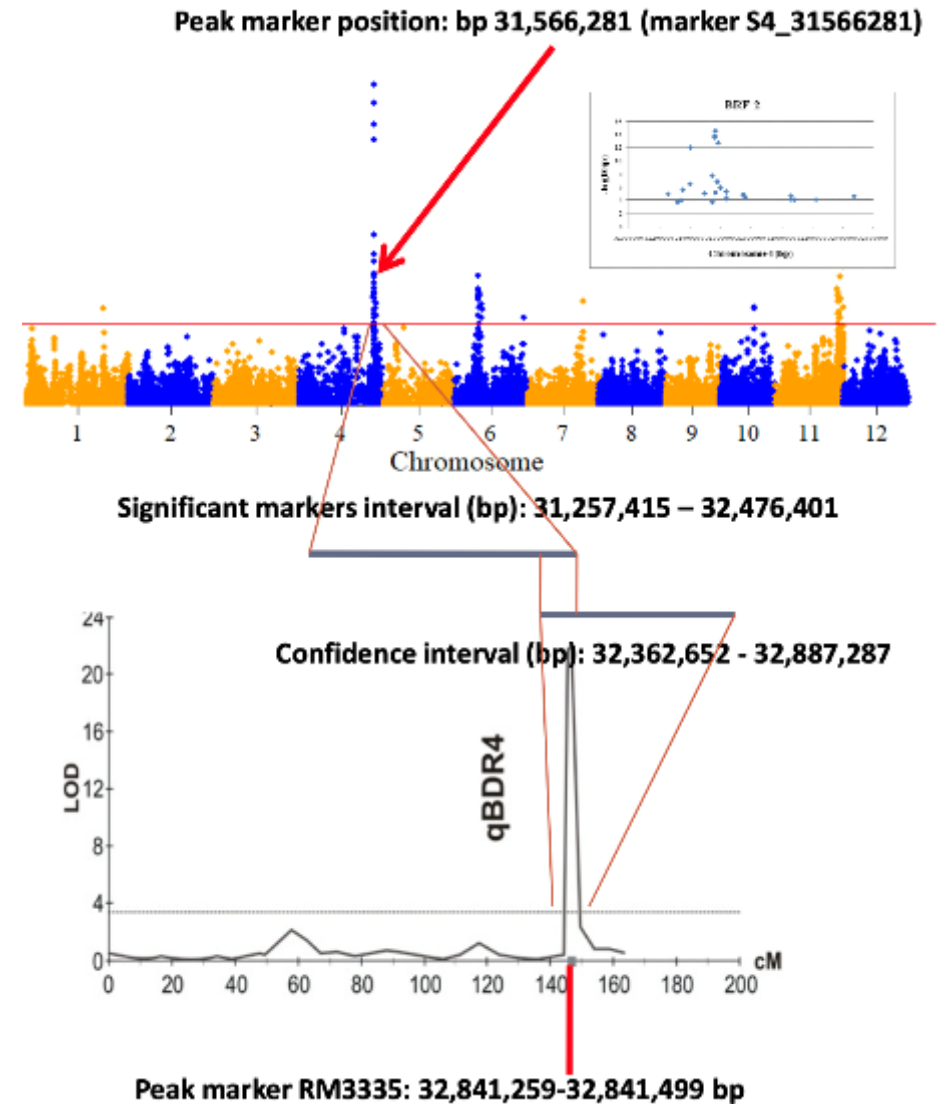 Peak marker position: bp 31,566,281 (marker S4_31566281)
BRF 2
1 2 3 4 5 6 7 8 9 10 11 12
Chromosome
Significant markers interval (bp): 31,257,415 – 32,476,401
24
Confidence interval (bp): 32,362,652 - 32,887,287
20
16
LOD
12
qBDR4
8
4
0
cM
0 20 40 60 80 100 120 140 160 180 200
Peak marker RM3335: 32,841,259-32,841,499 bp